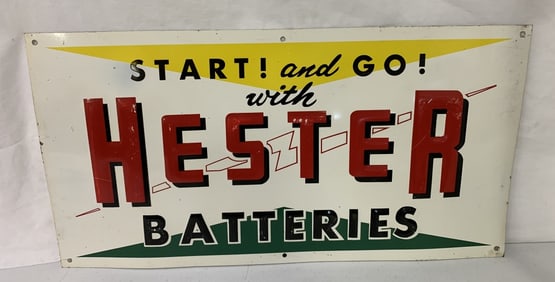 START! and GO!
with
HESTER
BATTERIES